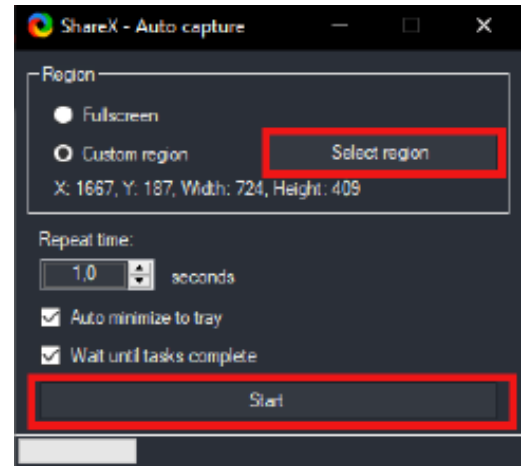 ShareX - Auto capture
Region
Fullscreen
Custom region
Select region
X: 1667, Y: 187, Width: 724, Height: 409
Repeat time:
1,0
seconds
Auto minimize to tray
Wait until tasks complete
Start